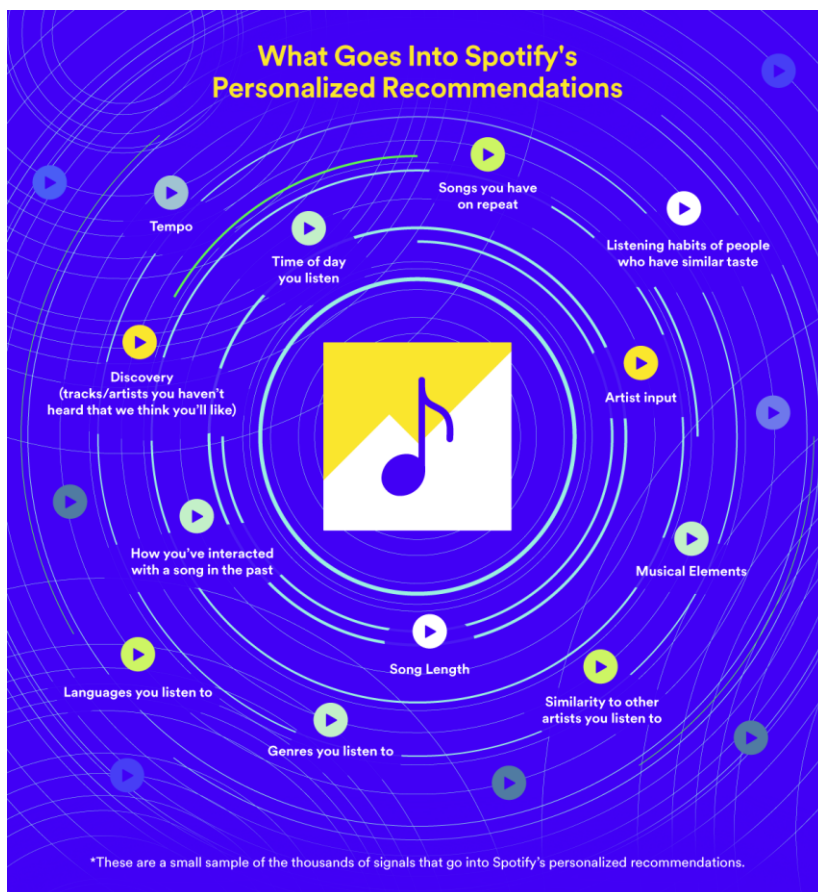 What Goes Into Spotify's
Personalized Recommendations
Songs you have
on repeat
Tempo
Time of day
you listen
Listening habits of people
who have similar taste
Discovery
(tracks/artists you haven't
heard that we think you'll like)
Artist input
How you've interacted
with a song in the past
Musical Elements
Song Length
Languages you listen to
Similarity to other
artists you listen to
Genres you listen to
*These are a small sample of the thousands of signals that go into Spotify's personalized recommendations.